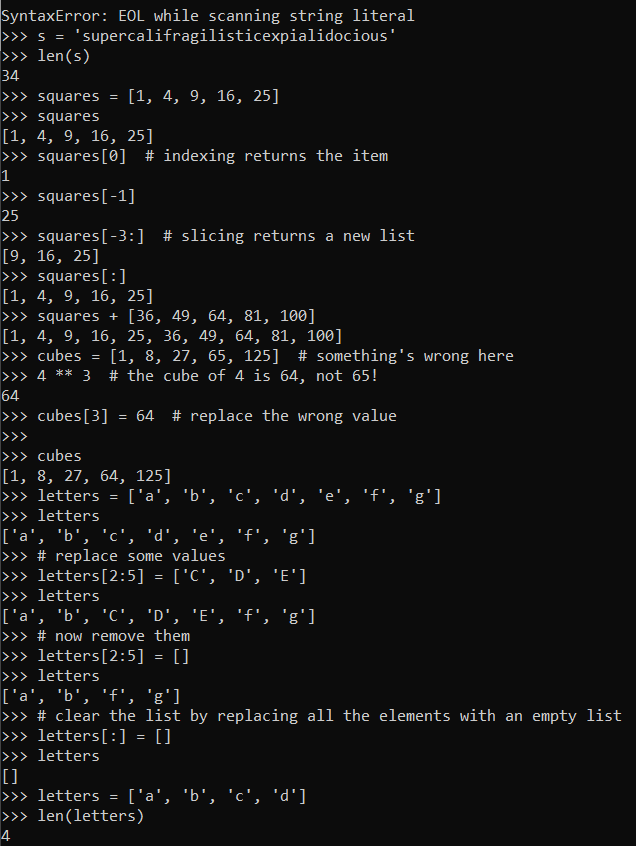 SyntaxError: EOL while scanning string literal
>>> s = 'supercalifragilisticexpialidocious'
>>> len(s)
34
>>> squares = [1, 4, 9, 16, 25]
>>> squares
[1, 4, 9, 16, 25]
>>> squares[0]  # indexing returns the item
1
>>> squares[-1]
25
>>> squares[-3:]  # slicing returns a new list
[9, 16, 25]
>>> squares[:]
[1, 4, 9, 16, 25]
>>> squares + [36, 49, 64, 81, 100]
[1, 4, 9, 16, 25, 36, 49, 64, 81, 100]
>>> cubes = [1, 8, 27, 65, 125]  # something's wrong here
>>> 4 ** 3  # the cube of 4 is 64, not 65!
64
>>> cubes[3] = 64  # replace the wrong value
>>>
>>> cubes
[1, 8, 27, 64, 125]
>>> letters = ['a', 'b', 'c', 'd', 'e', 'f', 'g']
>>> letters
['a', 'b', 'c', 'd', 'e', 'f', 'g']
>>> # replace some values
>>> letters[2:5] = ['C', 'D', 'E']
>>> letters
['a', 'b', 'C', 'D', 'E', 'f', 'g']
>>> # now remove them
>>> letters[2:5] = []
>>> letters
['a', 'b', 'f', 'g']
>>> # clear the list by replacing all the elements with an empty list
>>> letters[:] = []
>>> letters
[]
>>> letters = ['a', 'b', 'c', 'd']
>>> len(letters)
4